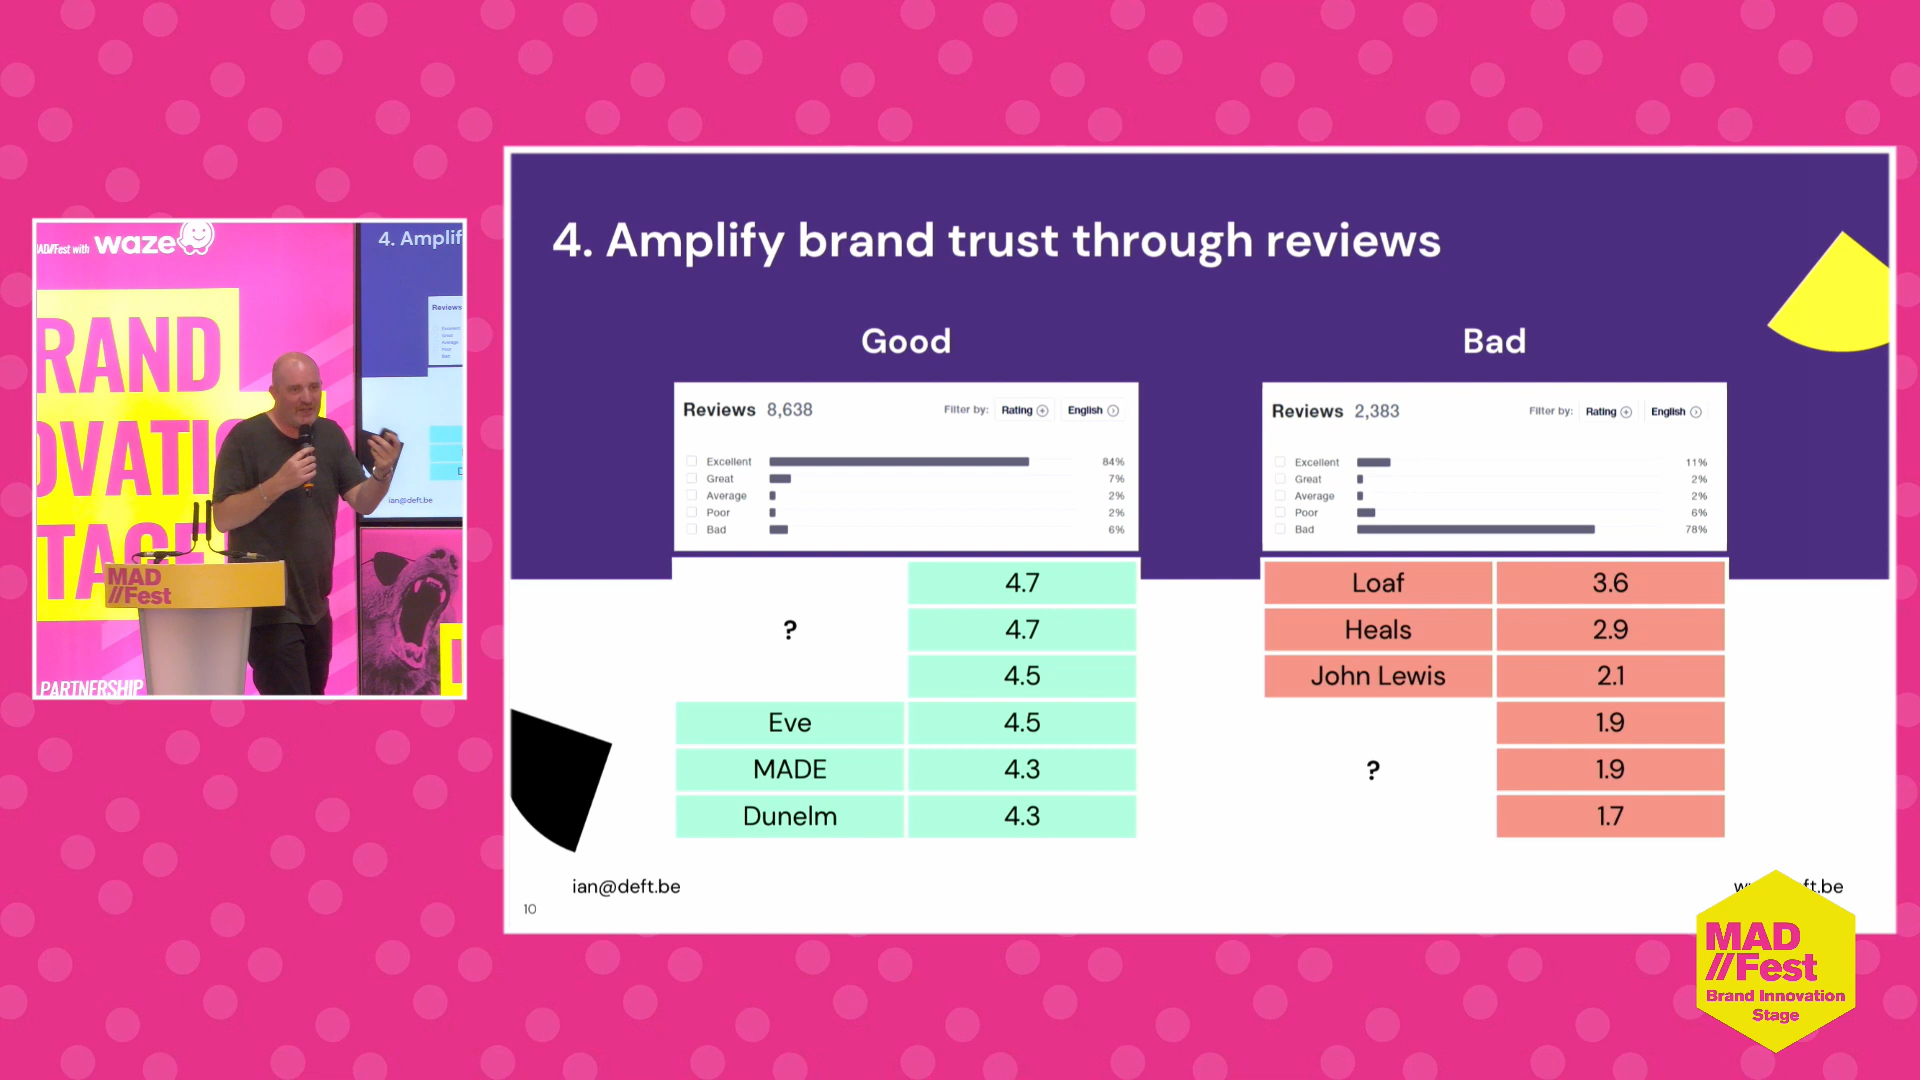 4. Amplify brand trust through reviews
Good
Bad
Reviews 8,638
Filter by: Rating English
Excellent 84%
Great 7%
Average 2%
Poor 2%
Bad 6%
Reviews 2,383
Filter by: Rating English
Excellent 11%
Great 2%
Average 2%
Poor 6%
Bad 78%
?
4.7
4.7
4.5
Eve 4.5
MADE 4.3
Dunelm 4.3
Loaf 3.6
Heals 2.9
John Lewis 2.1
?
1.9
1.9
1.7
ian@deft.be
10
MAD
//Fest
Brand Innovation
Stage
MAD//Fest with waze
RAND
OVATI
TAGE
PARTNERSHIP
MAD
//Fest
4. Amplif
Reviews
ian@deft.be